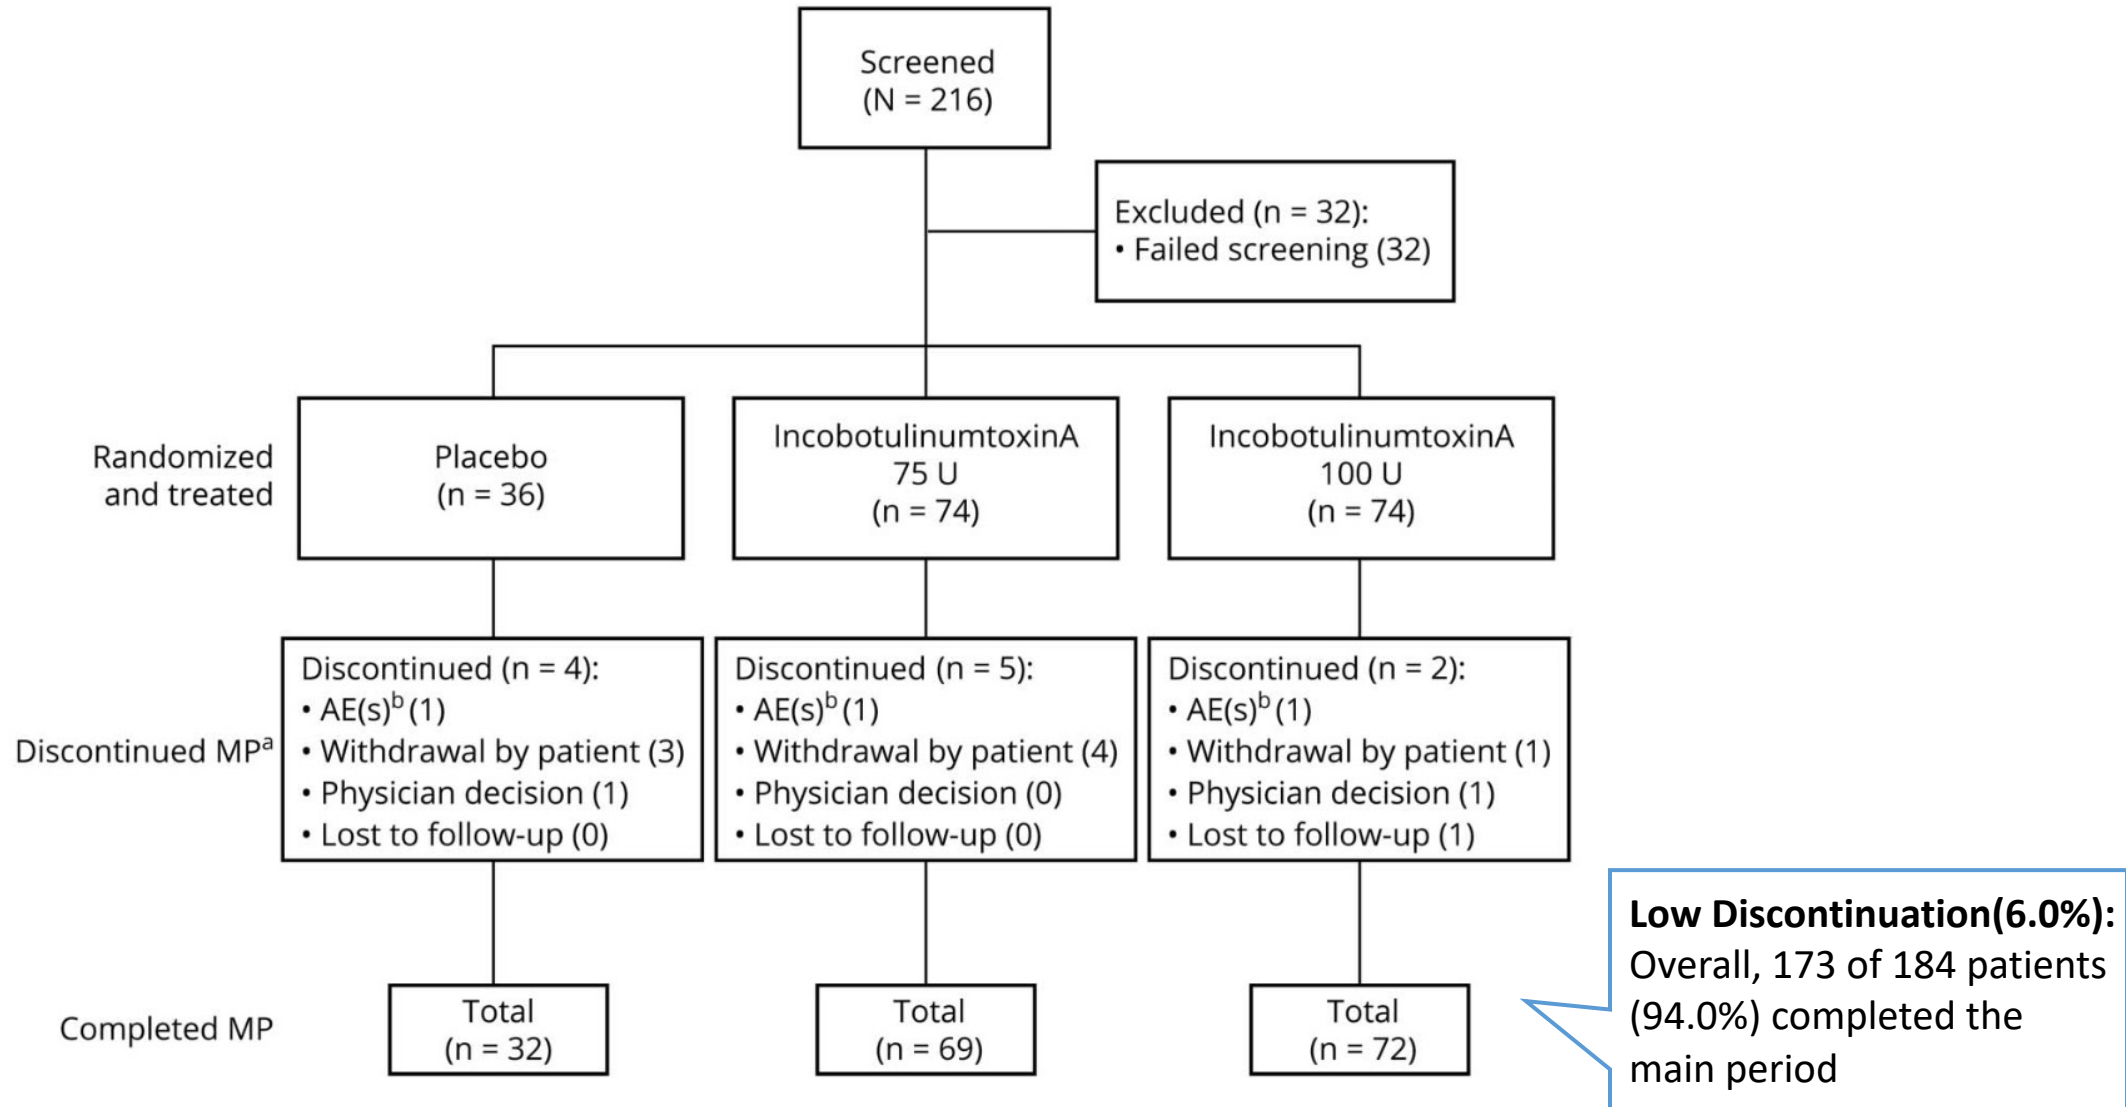 Screened
(N = 216)
Excluded (n = 32):
• Failed screening (32)
Randomized
and treated
Placebo
(n = 36)
IncobotulinumtoxinA
75 U
(n = 74)
IncobotulinumtoxinA
100 U
(n = 74)
Discontinued MPᵃ
Discontinued (n = 4):
• AE(s)ᵇ (1)
• Withdrawal by patient (3)
• Physician decision (1)
• Lost to follow-up (0)
Discontinued (n = 5):
• AE(s)ᵇ (1)
• Withdrawal by patient (4)
• Physician decision (0)
• Lost to follow-up (0)
Discontinued (n = 2):
• AE(s)ᵇ (1)
• Withdrawal by patient (1)
• Physician decision (1)
• Lost to follow-up (1)
Completed MP
Total
(n = 32)
Total
(n = 69)
Total
(n = 72)
Low Discontinuation(6.0%):
Overall, 173 of 184 patients
(94.0%) completed the
main period